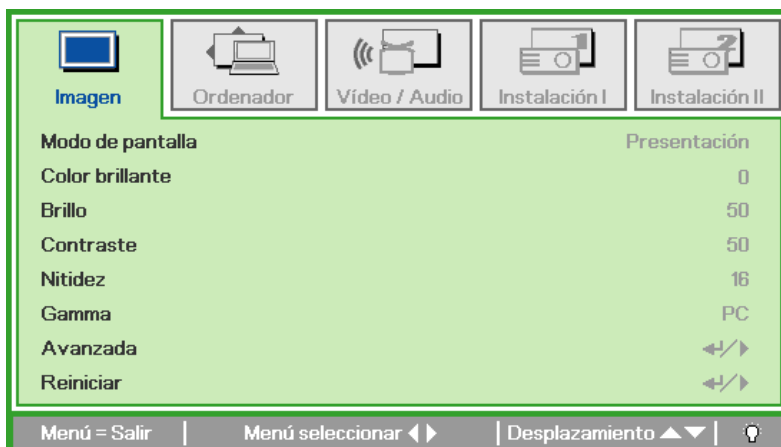 Imagen Ordenador Vídeo / Audio Instalación I Instalación II
Modo de pantalla Presentación
Color brillante 0
Brillo 50
Contraste 50
Nitidez 16
Gamma PC
Avanzada
Reiniciar
Menú = Salir Menú seleccionar Desplazamiento